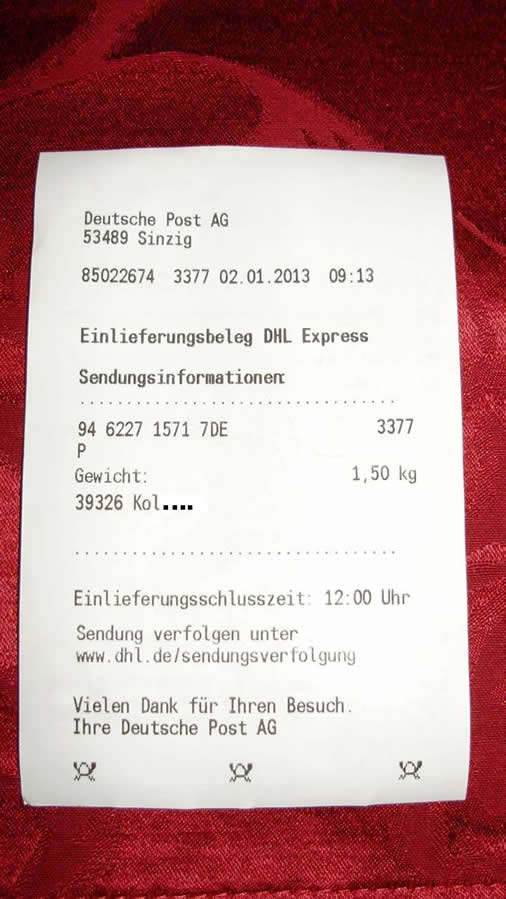 Deutsche Post AG
53489 Sinzig
85022674 3377 02.01.2013 09:13
Einlieferungsbeleg DHL Express
Sendungsinformationen:
94 6227 1571 7DE 3377
P
Gewicht: 1,50 kg
39326 Kol....
Einlieferungsschlusszeit: 12:00 Uhr
Sendung verfolgen unter
www.dhl.de/sendungsverfolgung
Vielen Dank für Ihren Besuch.
Ihre Deutsche Post AG